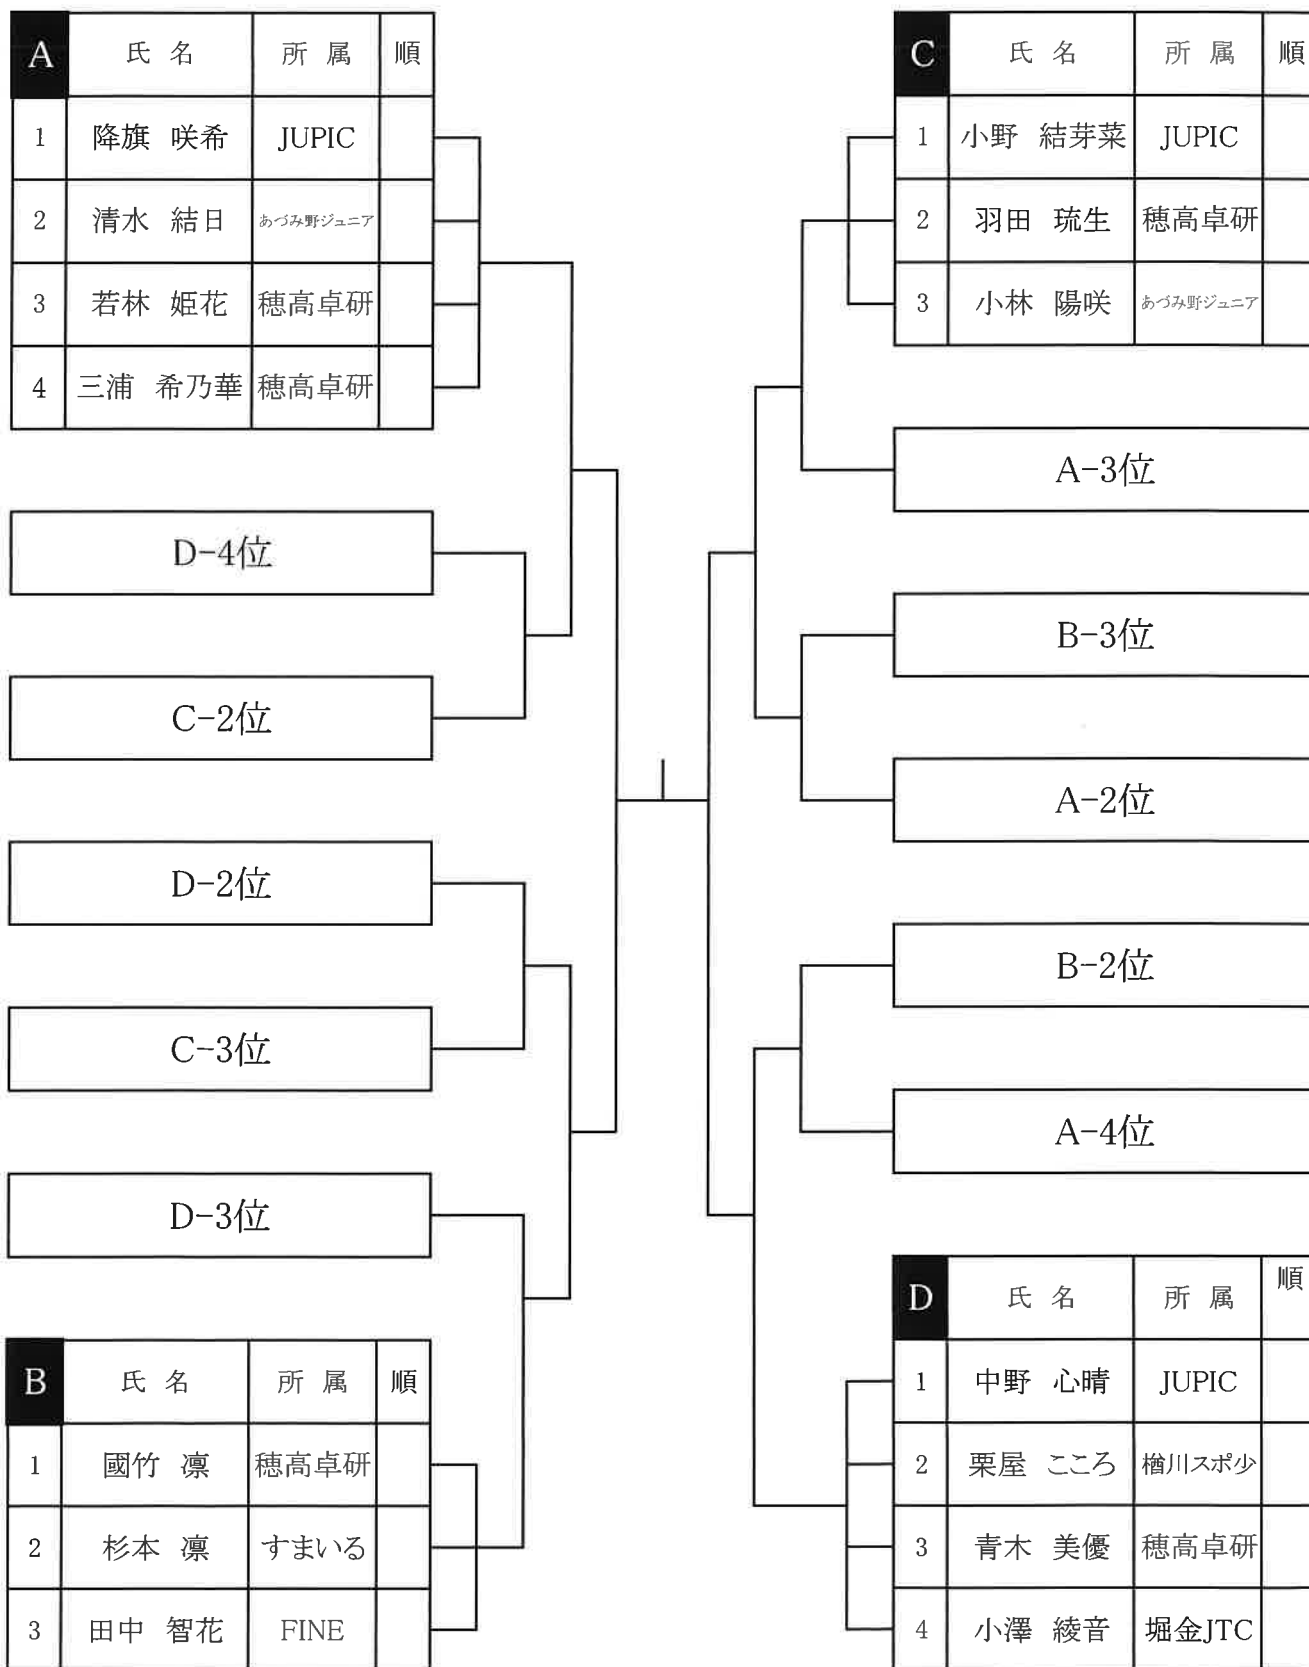 A 氏 名 所 属 順
1 降旗 咲希 JUPIC
2 清水 結日 あづみ野ジュニア
3 若林 姫花 穂高卓研
4 三浦 希乃華 穂高卓研
D-4位
C-2位
D-2位
C-3位
D-3位
B 氏 名 所 属 順
1 國竹 凛 穂高卓研
2 杉本 凛 すまいる
3 田中 智花 FINE
C 氏 名 所 属 順
1 小野 結芽菜 JUPIC
2 羽田 琉生 穂高卓研
3 小林 陽咲 あづみ野ジュニア
A-3位
B-3位
A-2位
B-2位
A-4位
D 氏 名 所 属 順
1 中野 心晴 JUPIC
2 栗屋 こころ 楢川スポ少
3 青木 美優 穂高卓研
4 小澤 綾音 堀金JTC